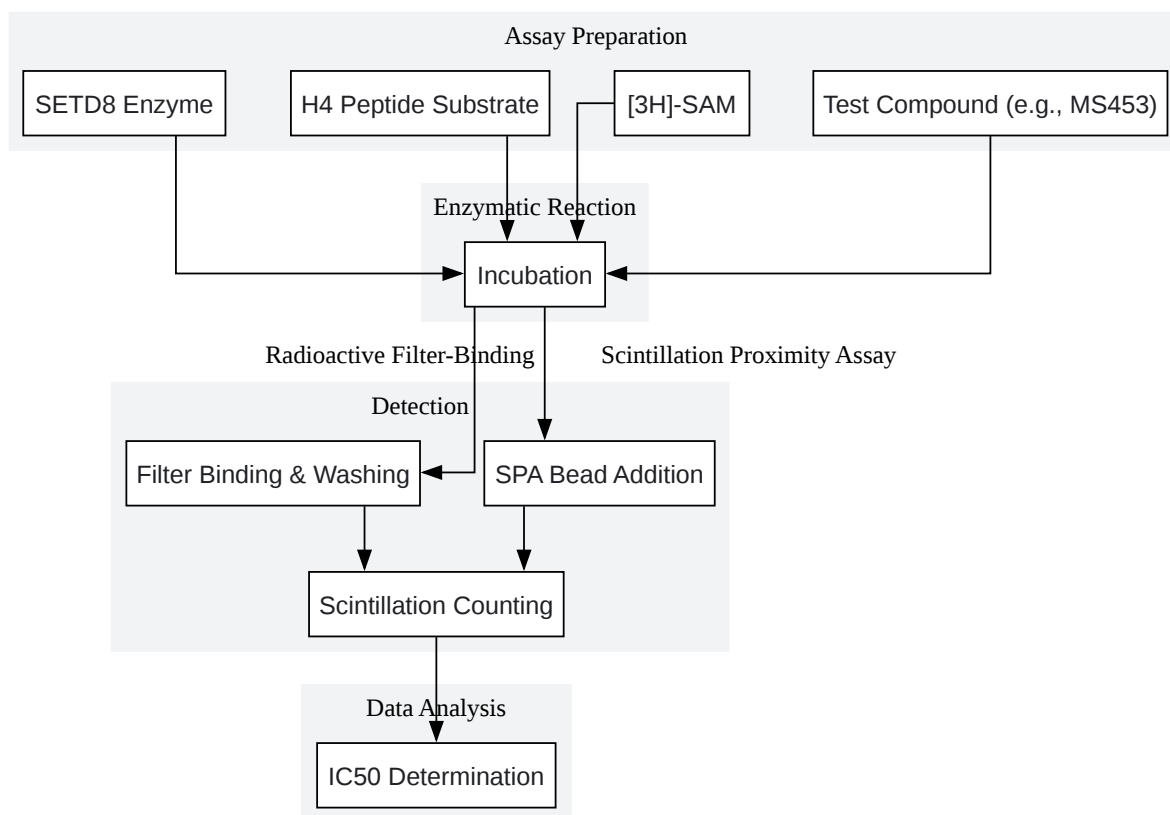 Assay Preparation
SETD8 Enzyme
H4 Peptide Substrate
[3H]-SAM
Test Compound (e.g., MS453)
Enzymatic Reaction
Incubation
Radioactive Filter-Binding
Scintillation Proximity Assay
Detection
Filter Binding & Washing
SPA Bead Addition
Scintillation Counting
Data Analysis
IC50 Determination